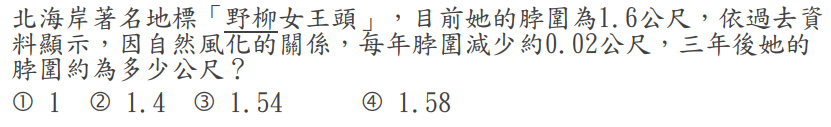 北海岸著名地標「野柳女王頭」，目前她的脖圍為1.6公尺，依過去資
料顯示，因自然風化的關係，每年脖圍減少約0.02公尺，三年後她的
脖圍約為多少公尺？
① 1 ② 1.4 ③ 1.54 ④ 1.58